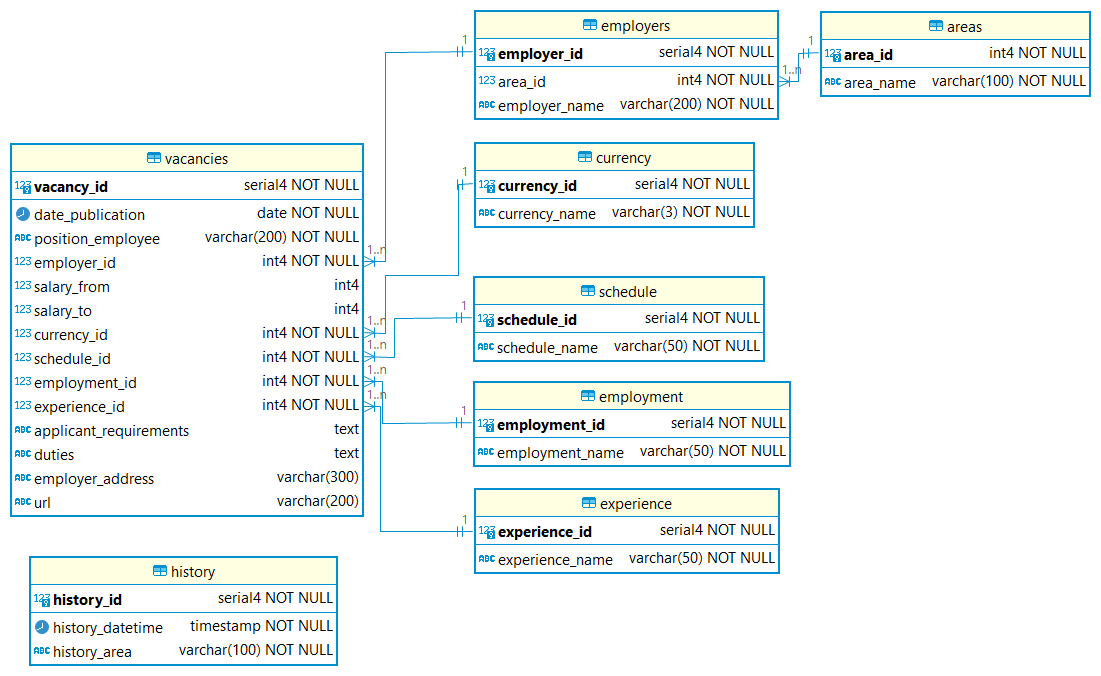 employers
123 employer_id serial4 NOT NULL
123 area_id int4 NOT NULL
ABC employer_name varchar(200) NOT NULL
areas
123 area_id int4 NOT NULL
ABC area_name varchar(100) NOT NULL
vacancies
123 vacancy_id serial4 NOT NULL
date_publication date NOT NULL
ABC position_employee varchar(200) NOT NULL
123 employer_id int4 NOT NULL
123 salary_from int4
123 salary_to int4
123 currency_id int4 NOT NULL
123 schedule_id int4 NOT NULL
123 employment_id int4 NOT NULL
123 experience_id int4 NOT NULL
ABC applicant_requirements text
ABC duties text
ABC employer_address varchar(300)
ABC url varchar(200)
currency
123 currency_id serial4 NOT NULL
ABC currency_name varchar(3) NOT NULL
schedule
123 schedule_id serial4 NOT NULL
ABC schedule_name varchar(50) NOT NULL
employment
123 employment_id serial4 NOT NULL
ABC employment_name varchar(50) NOT NULL
experience
123 experience_id serial4 NOT NULL
ABC experience_name varchar(50) NOT NULL
history
123 history_id serial4 NOT NULL
history_datetime timestamp NOT NULL
ABC history_area varchar(100) NOT NULL
1
1..n
1
1..n
1
1..n
1
1..n
1
1..n
1
1..n